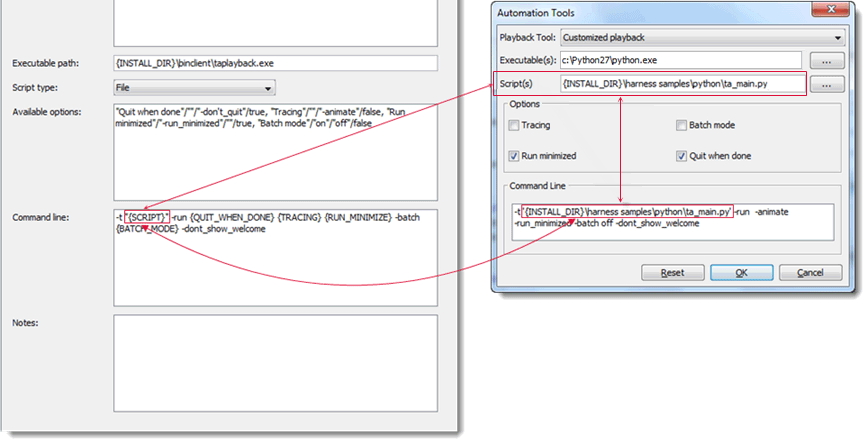 Executable path:
{INSTALL_DIR}\binclient\taplayback.exe
Script type:
File
Available options:
"Quit when done"/""/"-don't_quit"/true, "Tracing"/""/"-animate"/false, "Run
minimized"/"-run_minimized"/""/true, "Batch mode"/"on"/"off"/false
Command line:
-t "{SCRIPT}" -run {QUIT_WHEN_DONE} {TRACING} {RUN_MINIMIZE} -batch
{BATCH_MODE} -dont_show_welcome
Notes:
Automation Tools
Playback Tool:
Customized playback
Executable(s):
c:\Python27\python.exe
...
Script(s)
{INSTALL_DIR}\harness samples\python\ta_main.py
...
Options
Tracing
Batch mode
Run minimized
Quit when done
Command Line
-t '{INSTALL_DIR}\harness samples\python\ta_main.py' -run -animate
-run_minimized -batch off -dont_show_welcome
Reset
OK
Cancel